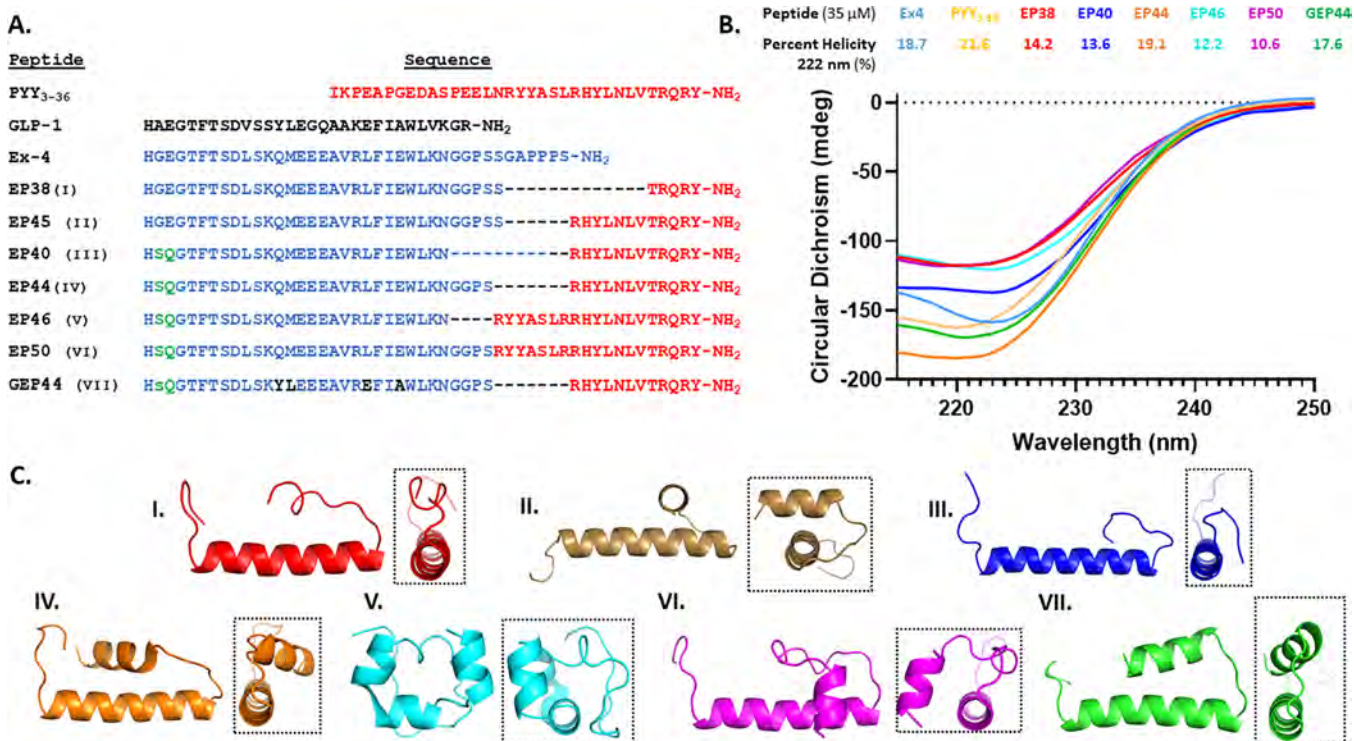 A.
Peptide Sequence
PYY3-36 IKPEAPGEDASPEELNRYYASLRHYLNLVTRQRY-NH2
GLP-1 HAEGTFTSDVSSYLEGQAAKEFIAWLVKGR-NH2
Ex-4 HGEGTFTSDLSKQMEEEAVRLFIEWLKNGGPSSGAPPPS-NH2
EP38(I) HGEGTFTSDLSKQMEEEAVRLFIEWLKNGGPSS-------------TRQRY-NH2
EP45 (II) HGEGTFTSDLSKQMEEEAVRLFIEWLKNGGPSS------RHYLNLVTRQRY-NH2
EP40 (III) HSQGTFTSDLSKQMEEEAVRLFIEWLKN-----------RHYLNLVTRQRY-NH2
EP44(IV) HSQGTFTSDLSKQMEEEAVRLFIEWLKNGGPS-------RHYLNLVTRQRY-NH2
EP46 (V) HSQGTFTSDLSKQMEEEAVRLFIEWLKN----RYYASLRRHYLNLVTRQRY-NH2
EP50 (VI) HsQGTFTSDLSKQMEEEAVRLFIEWLKNGGPSRYYASLRRHYLNLVTRQRY-NH2
GEP44 (VII) HsQGTFTSDLSKYLEEEAVREFIAWLKNGGPS-------RHYLNLVTRQRY-NH2
B.
Peptide (35 µM) Ex4 PYY3-36 EP38 EP40 EP44 EP46 EP50 GEP44
Percent Helicity 18.7 21.6 14.2 13.6 19.1 12.2 10.6 17.6
222 nm (%)
Circular Dichroism (mdeg)
0
-50
-100
-150
-200
220 230 240 250
Wavelength (nm)
C.
I. II. III.
IV. V. VI. VII.